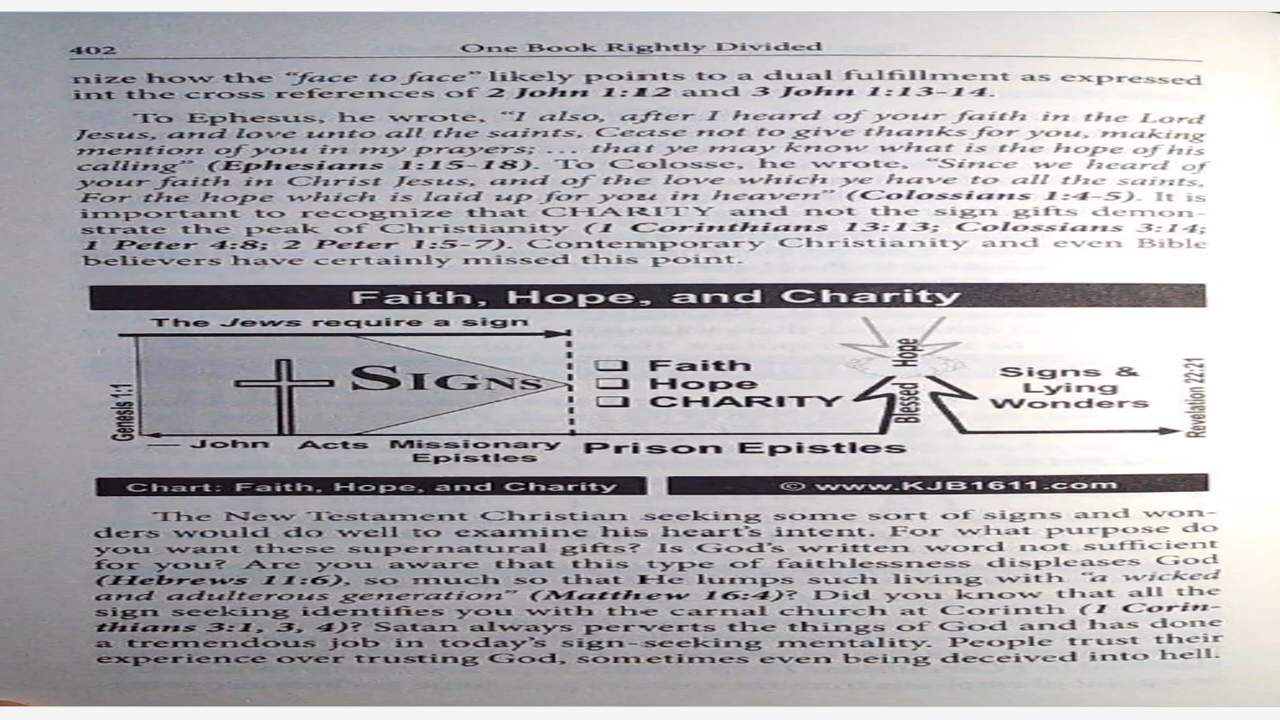 402
One Book Rightly Divided
nize how the “face to face” likely points to a dual fulfillment as expressed
int the cross references of 2 John 1:12 and 3 John 1:13-14.
To Ephesus, he wrote, “I also, after I heard of your faith in the Lord
Jesus, and love unto all the saints, Cease not to give thanks for you, making
mention of you in my prayers; ... that ye may know what is the hope of his
calling” (Ephesians 1:15-18). To Colosse, he wrote, “Since we heard of
your faith in Christ Jesus, and of the love which ye have to all the saints,
For the hope which is laid up for you in heaven” (Colossians 1:4-5). It is
important to recognize that CHARITY and not the sign gifts demon-
strate the peak of Christianity (1 Corinthians 13:13; Colossians 3:14;
1 Peter 4:8; 2 Peter 1:5-7). Contemporary Christianity and even Bible
believers have certainly missed this point.
Faith, Hope, and Charity
The Jews require a sign
Genesis 1:1
SIGNS
Faith
Hope
CHARITY
Blessed Hope
Signs &
Lying
Wonders
Revelation 22:21
John Acts Missionary
Epistles
Prison Epistles
Chart: Faith, Hope, and Charity
© www.KJB1611.com
The New Testament Christian seeking some sort of signs and won-
ders would do well to examine his heart’s intent. For what purpose do
you want these supernatural gifts? Is God’s written word not sufficient
for you? Are you aware that this type of faithlessness displeases God
(Hebrews 11:6), so much so that He lumps such living with “a wicked
and adulterous generation” (Matthew 16:4)? Did you know that all the
sign seeking identifies you with the carnal church at Corinth (1 Corin-
thians 3:1, 3, 4)? Satan always perverts the things of God and has done
a tremendous job in today’s sign-seeking mentality. People trust their
experience over trusting God, sometimes even being deceived into hell.